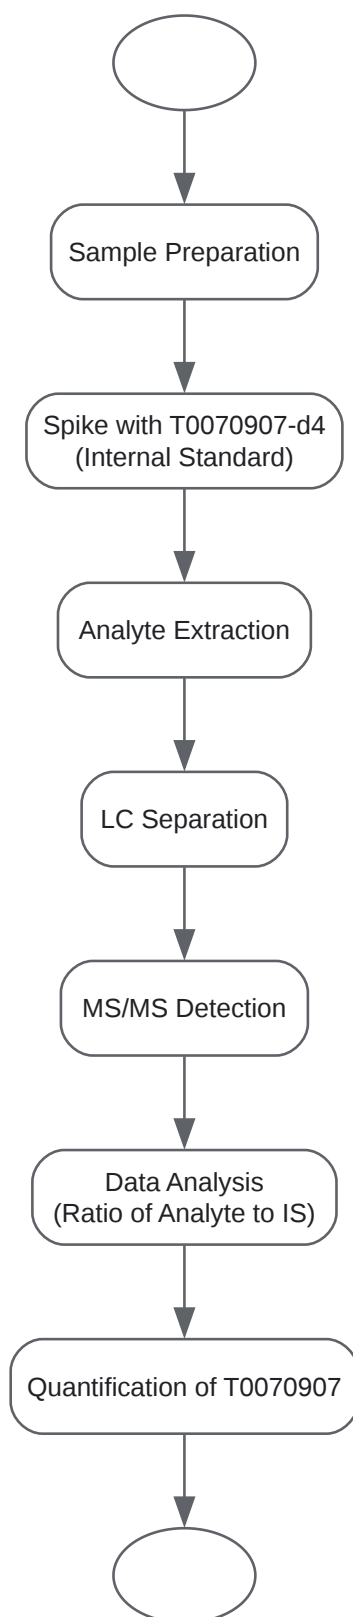 Sample Preparation
Spike with T0070907-d4
(Internal Standard)
Analyte Extraction
LC Separation
MS/MS Detection
Data Analysis
(Ratio of Analyte to IS)
Quantification of T0070907